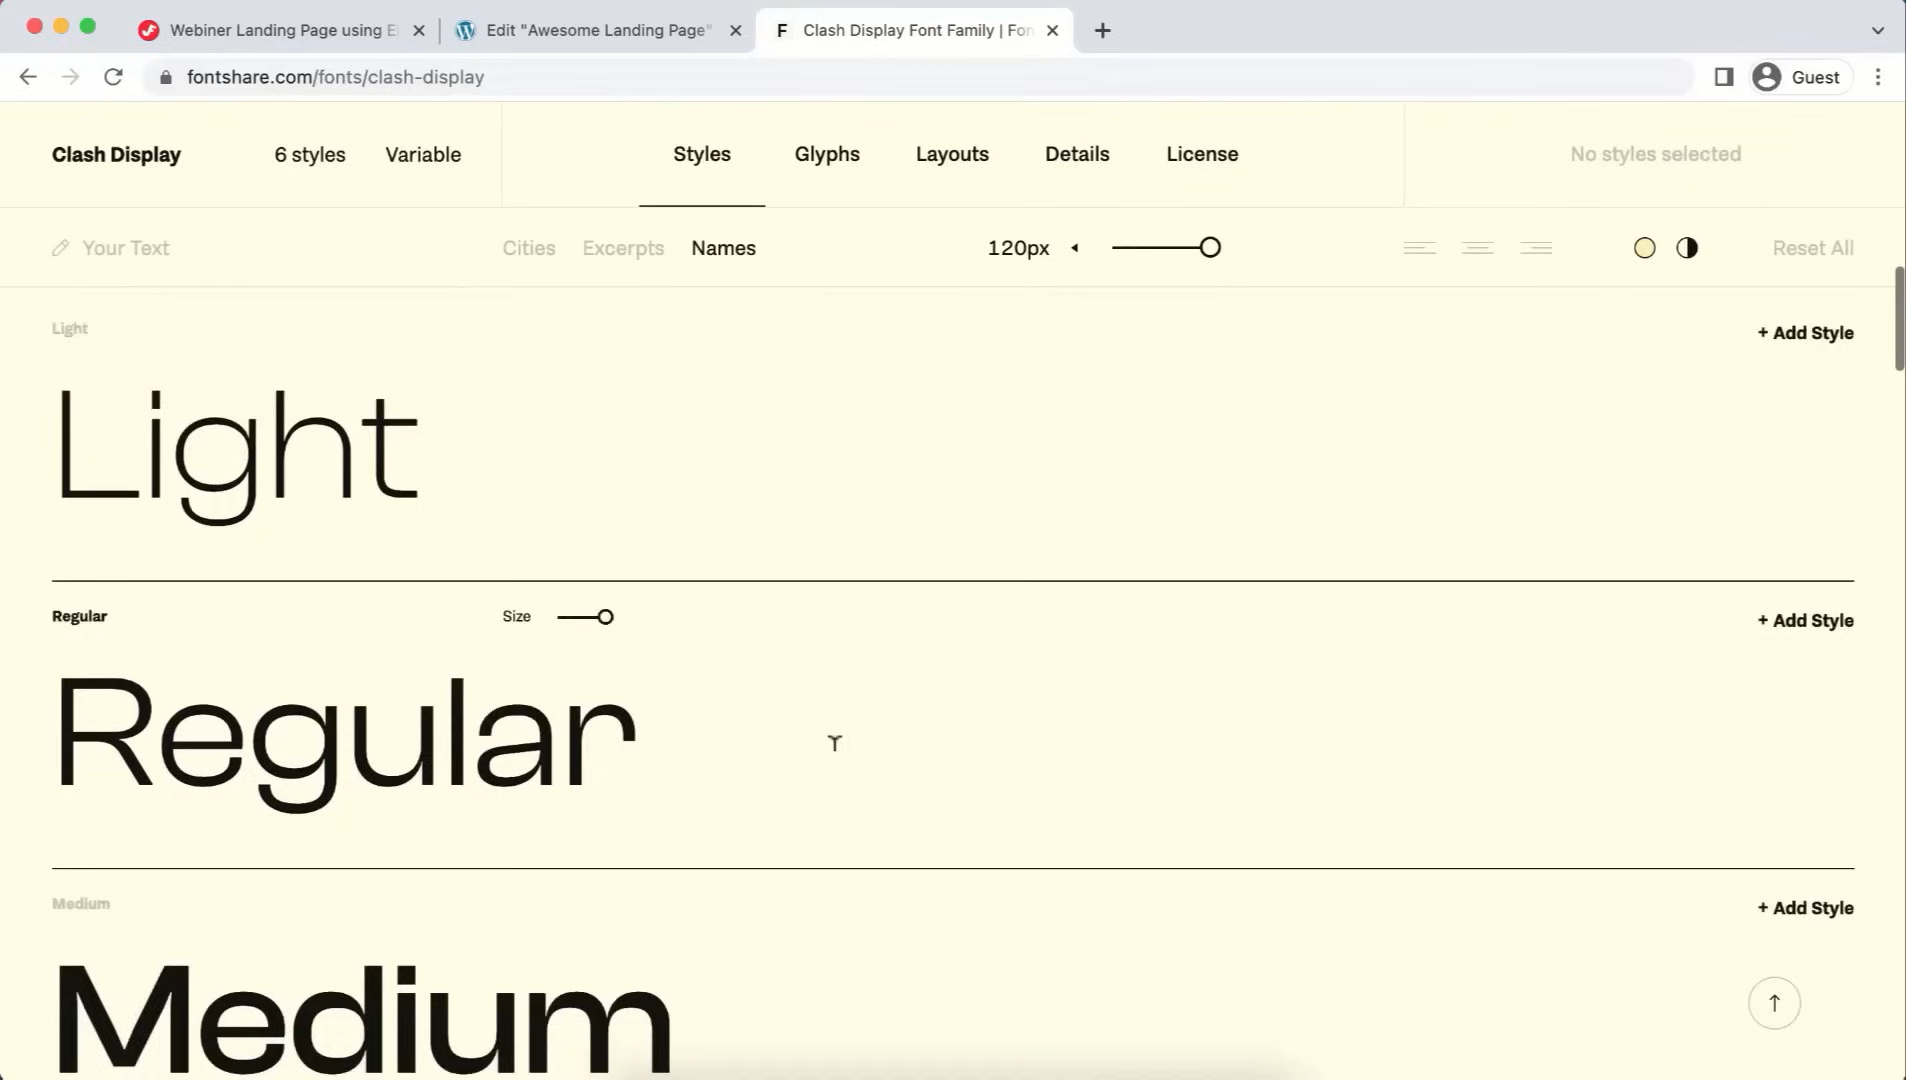 Webiner Landing Page using El
Edit "Awesome Landing Page"
F Clash Display Font Family | Fon
fontshare.com/fonts/clash-display
Guest
Clash Display 6 styles Variable
Styles Glyphs Layouts Details License
No styles selected
Your Text
Cities Excerpts Names
120px
Reset All
Light
+ Add Style
Light
Regular Size
+ Add Style
Regular
Medium
+ Add Style
Medium